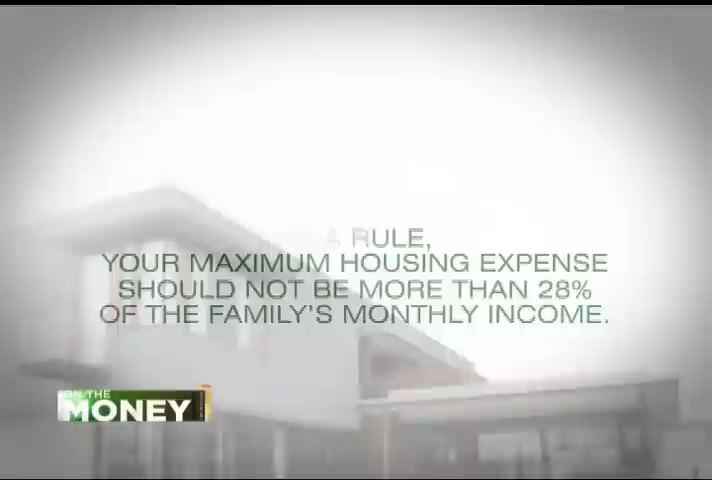 A RULE,
YOUR MAXIMUM HOUSING EXPENSE
SHOULD NOT BE MORE THAN 28%
OF THE FAMILY'S MONTHLY INCOME.
ON THE
MONEY